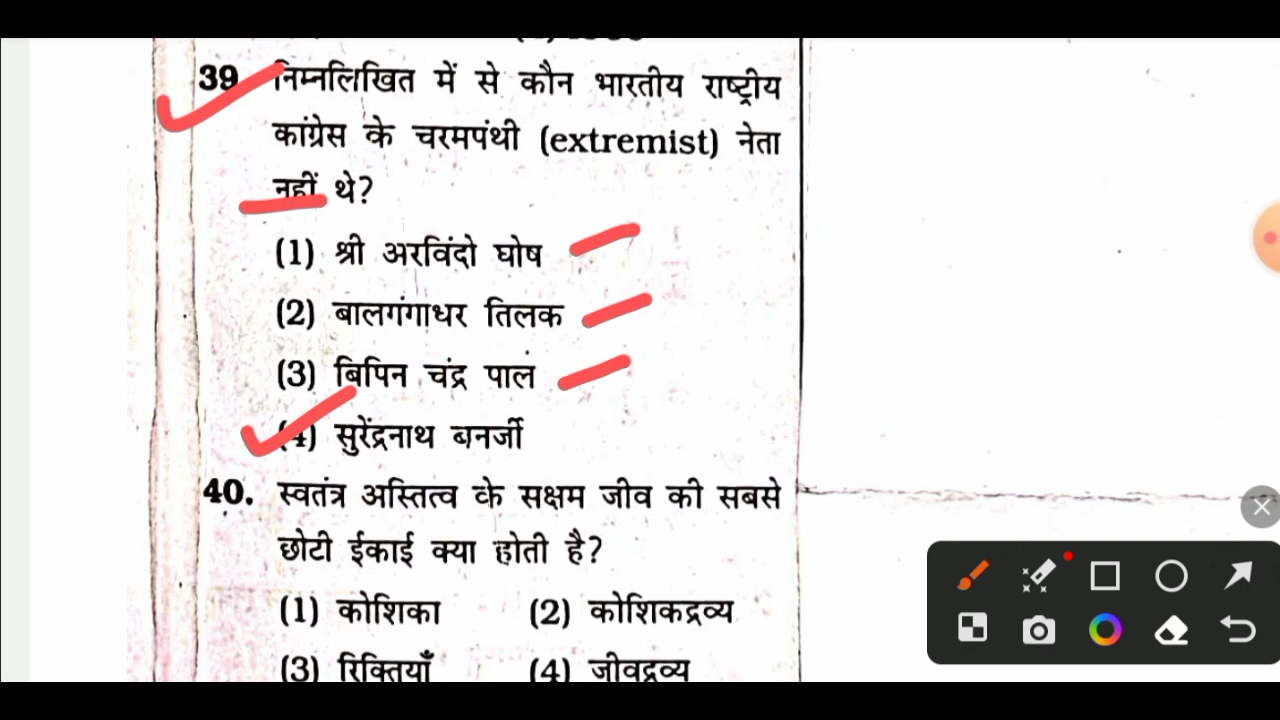 39 निम्नलिखित में से कौन भारतीय राष्ट्रीय
कांग्रेस के चरमपंथी (extremist) नेता
नहीं थे?
(1) श्री अरविंदो घोष
(2) बालगंगाधर तिलक
(3) बिपिन चंद्र पाल
(4) सुरेंद्रनाथ बनर्जी
40. स्वतंत्र अस्तित्व के सक्षम जीव की सबसे
छोटी ईकाई क्या होती है?
(1) कोशिका (2) कोशिकद्रव्य
(3) रिक्तियाँ (4) जीवद्रव्य